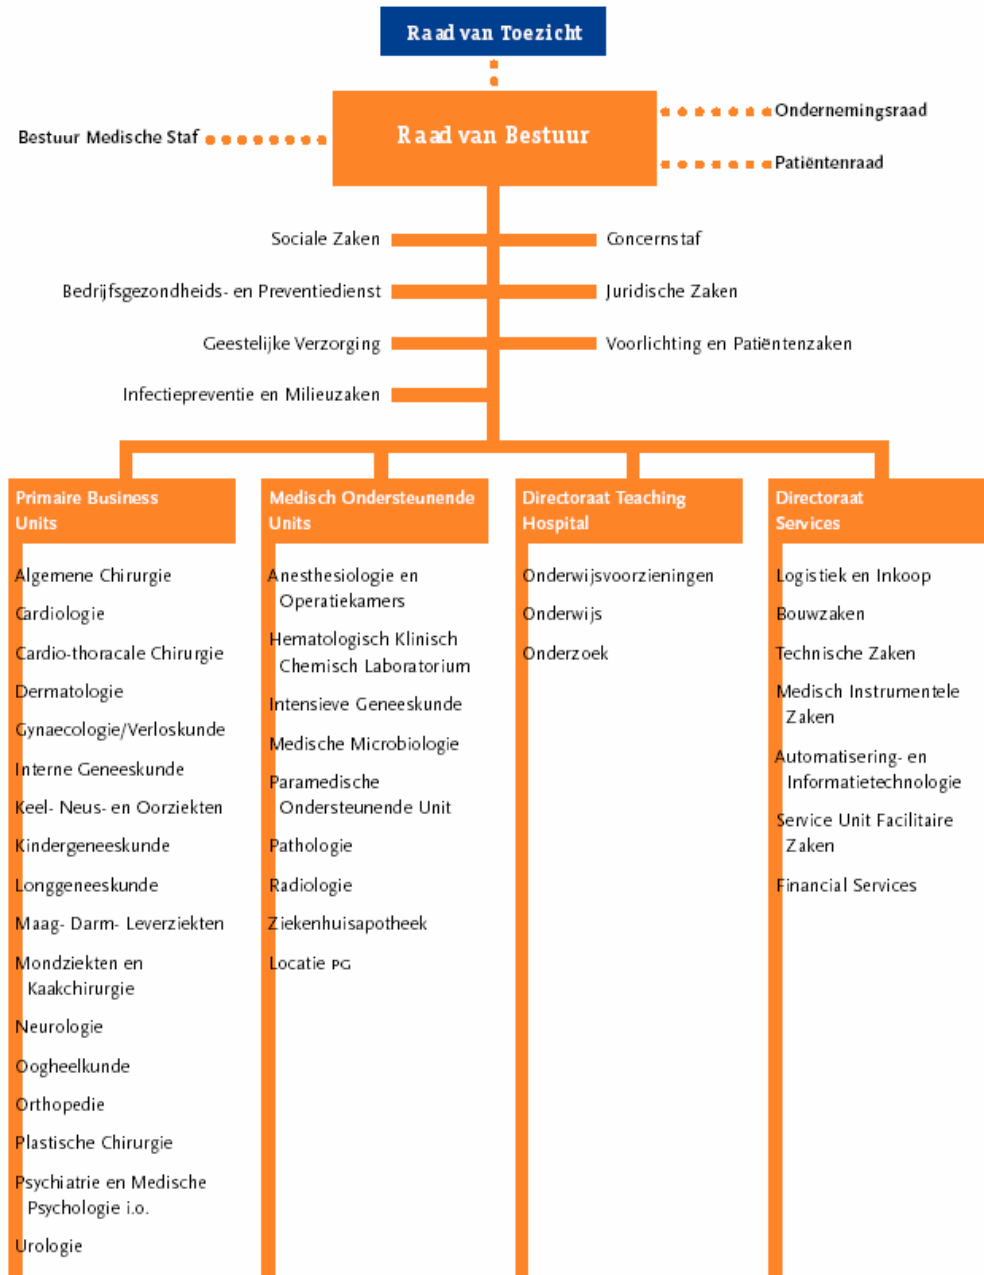 Raad van Toezicht
Raad van Bestuur
Bestuur Medische Staf
Ondernemingsraad
Patiëntenraad
Sociale Zaken
Concernstaf
Bedrijfsgezondheids- en Preventiedienst
Juridische Zaken
Geestelijke Verzorging
Voorlichting en Patiëntenzaken
Infectiepreventie en Milieuzaken
Primaire Business
Units
Algemene Chirurgie
Cardiologie
Cardio-thoracale Chirurgie
Dermatologie
Gynaecologie/Verloskunde
Interne Geneeskunde
Keel- Neus- en Oorziekten
Kindergeneeskunde
Longgeneeskunde
Maag- Darm- Leverziekten
Mondziekten en
Kaakchirurgie
Neurologie
Oogheelkunde
Orthopedie
Plastische Chirurgie
Psychiatrie en Medische
Psychologie i.o.
Urologie
Medisch Ondersteunende
Units
Anesthesiologie en
Operatiekamers
Hematologisch Klinisch
Chemisch Laboratorium
Intensieve Geneeskunde
Medische Microbiologie
Paramedische
Ondersteunende Unit
Pathologie
Radiologie
Ziekenhuisapotheek
Locatie PG
Directoraat Teaching
Hospital
Onderwijsvoorzieningen
Onderwijs
Onderzoek
Directoraat
Services
Logistiek en Inkoop
Bouwzaken
Technische Zaken
Medisch Instrumentele
Zaken
Automatisering- en
Informatietechnologie
Service Unit Facilitaire
Zaken
Financial Services